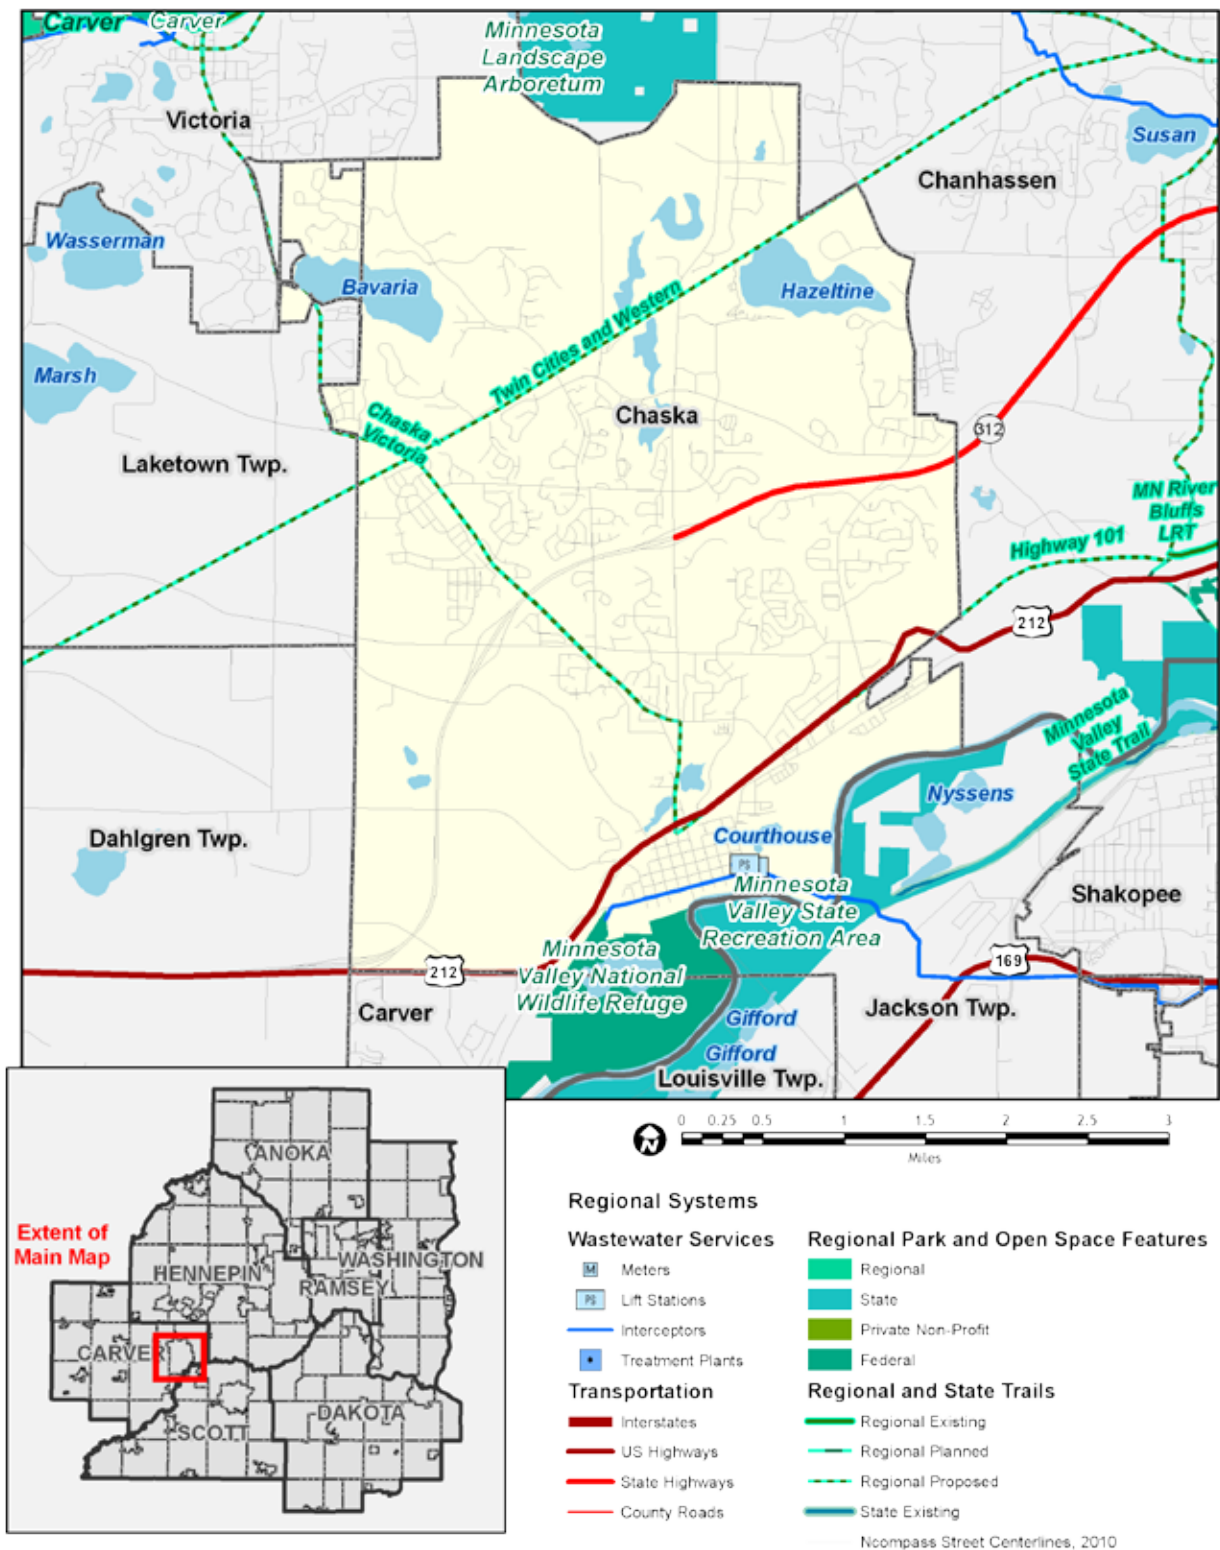 Carver
Carver
Minnesota
Landscape
Arboretum
Victoria
Susan
Chanhassen
Wasserman
Bavaria
Hazeltine
Twin Cities and Western
Marsh
Chaska -
Victoria
Chaska
312
Laketown Twp.
MN River
Bluffs
LRT
Highway 101
212
Minnesota
Valley
State Trail
Nyssens
Dahlgren Twp.
Courthouse
PS
Minnesota
Valley State
Recreation Area
Shakopee
Minnesota
Valley National
Wildlife Refuge
212
169
Carver
Gifford
Jackson Twp.
Gifford
Louisville Twp.
ANOKA
Extent of
Main Map
HENNEPIN
WASHINGTON
RAMSEY
CARVER
DAKOTA
SCOTT
N
0 0.25 0.5 1 1.5 2 2.5 3
Miles
Regional Systems
Wastewater Services
M Meters
PS Lift Stations
Interceptors
Treatment Plants
Transportation
Interstates
US Highways
State Highways
County Roads
Regional Park and Open Space Features
Regional
State
Private Non-Profit
Federal
Regional and State Trails
Regional Existing
Regional Planned
Regional Proposed
State Existing
Ncompass Street Centerlines, 2010